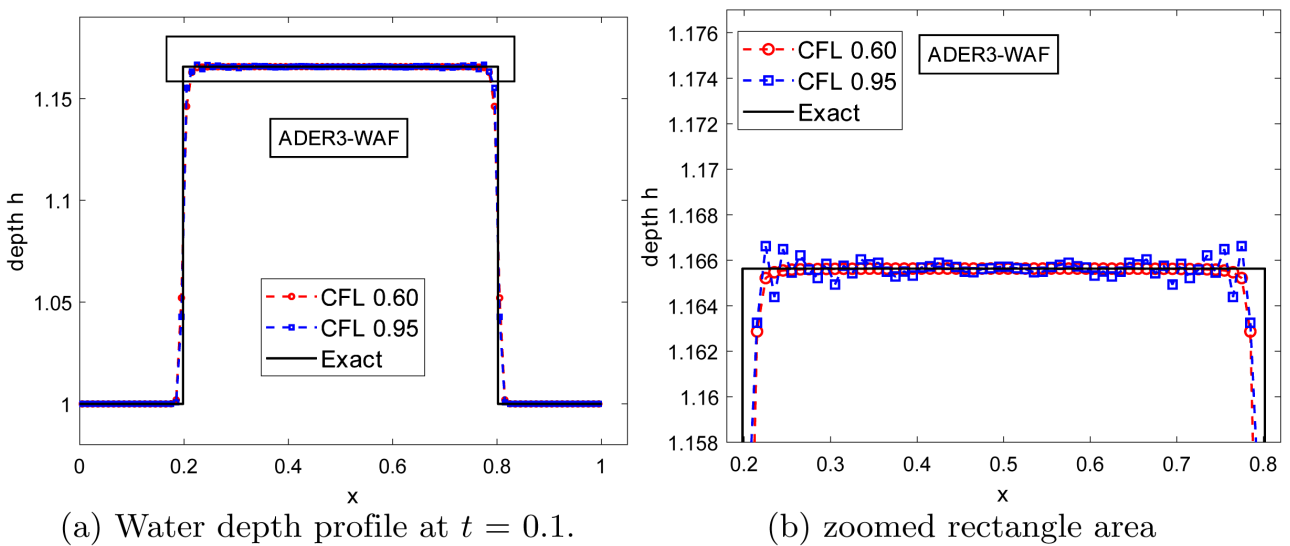 1.15
1.1
1.05
1
depth h
ADER3-WAF
CFL 0.60
CFL 0.95
Exact
0 0.2 0.4 0.6 0.8 1
x
(a) Water depth profile at t = 0.1.
1.176
1.174
1.172
1.17
1.168
1.166
1.164
1.162
1.16
1.158
depth h
CFL 0.60
CFL 0.95
Exact
ADER3-WAF
0.2 0.3 0.4 0.5 0.6 0.7 0.8
x
(b) zoomed rectangle area